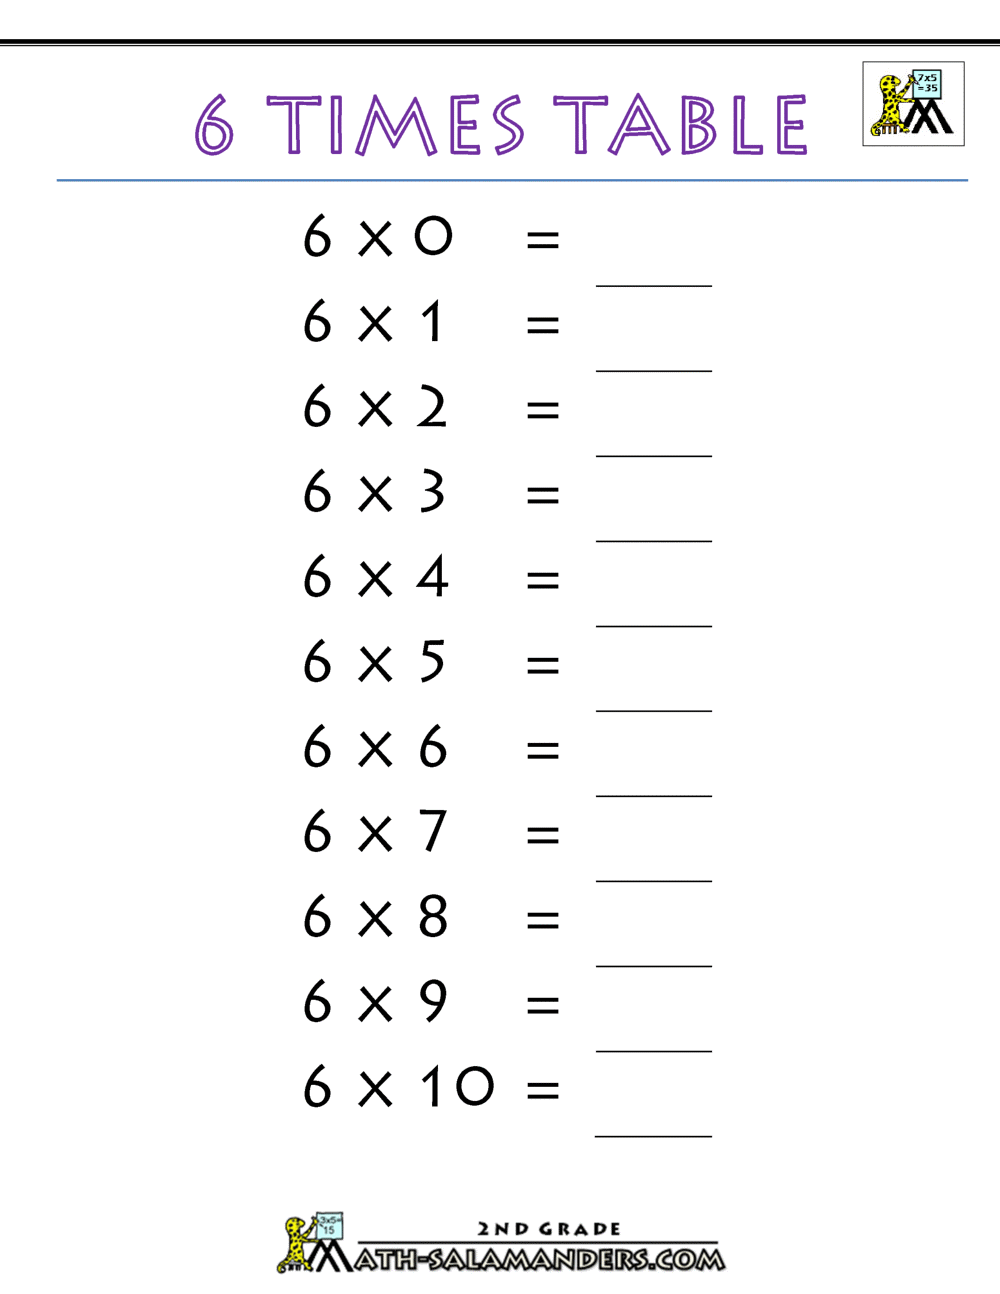 7x5
=35
6 TIMES TABLE
6 × 0 =
6 × 1 =
6 × 2 =
6 × 3 =
6 × 4 =
6 × 5 =
6 × 6 =
6 × 7 =
6 × 8 =
6 × 9 =
6 × 10 =
3x5=
15
2ND GRADE
MATH-SALAMANDERS.COM